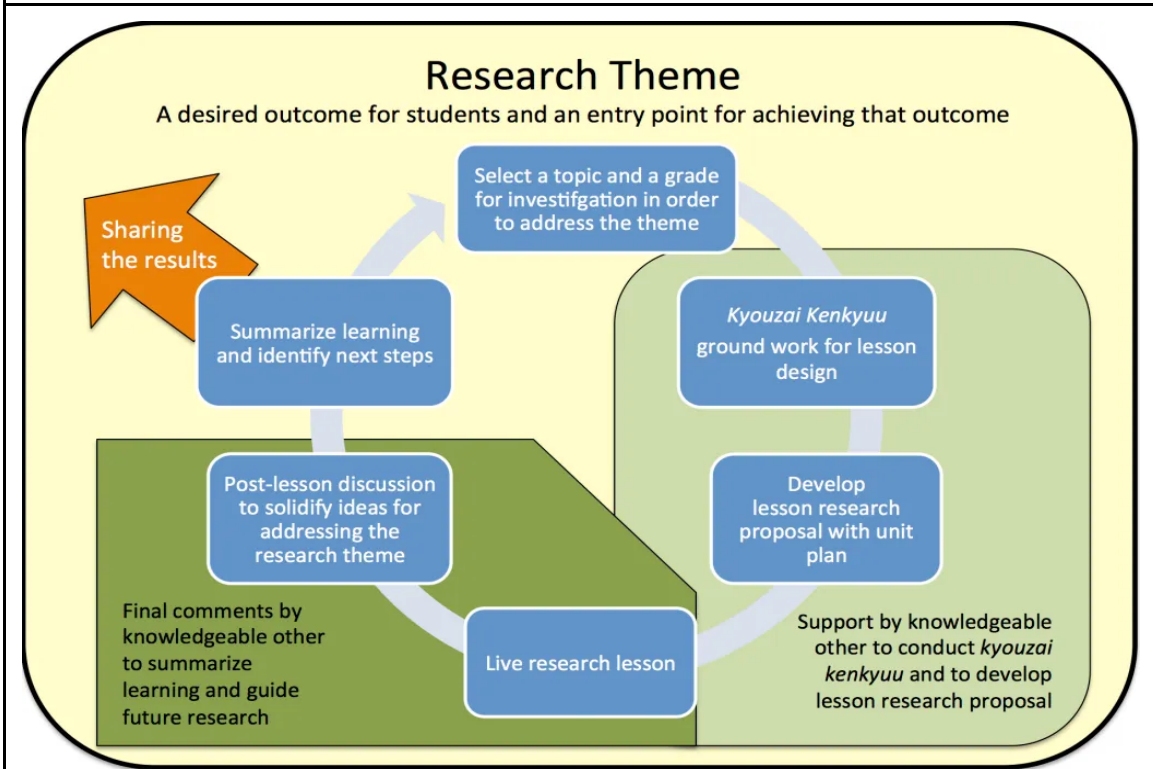 Research Theme
A desired outcome for students and an entry point for achieving that outcome
Select a topic and a grade
for investifgation in order
to address the theme
Sharing
the results
Kyouzai Kenkyuu
ground work for lesson
design
Summarize learning
and identify next steps
Develop
lesson research
proposal with unit
plan
Post-lesson discussion
to solidify ideas for
addressing the
research theme
Live research lesson
Final comments by
knowledgeable other
to summarize
learning and guide
future research
Support by knowledgeable
other to conduct kyouzai
kenkyuu and to develop
lesson research proposal